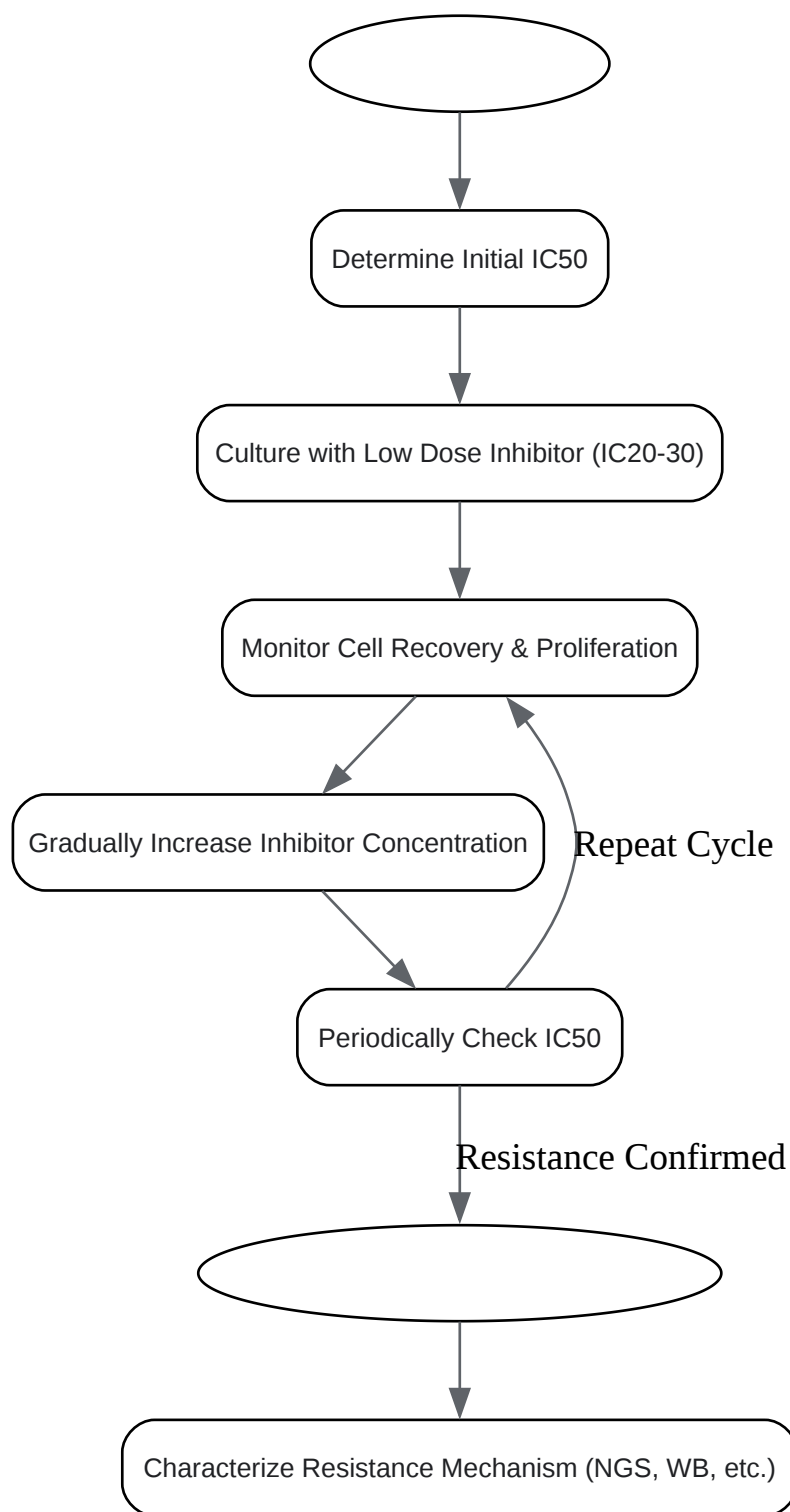 Determine Initial IC50
Culture with Low Dose Inhibitor (IC20-30)
Monitor Cell Recovery & Proliferation
Gradually Increase Inhibitor Concentration
Repeat Cycle
Periodically Check IC50
Resistance Confirmed
Characterize Resistance Mechanism (NGS, WB, etc.)